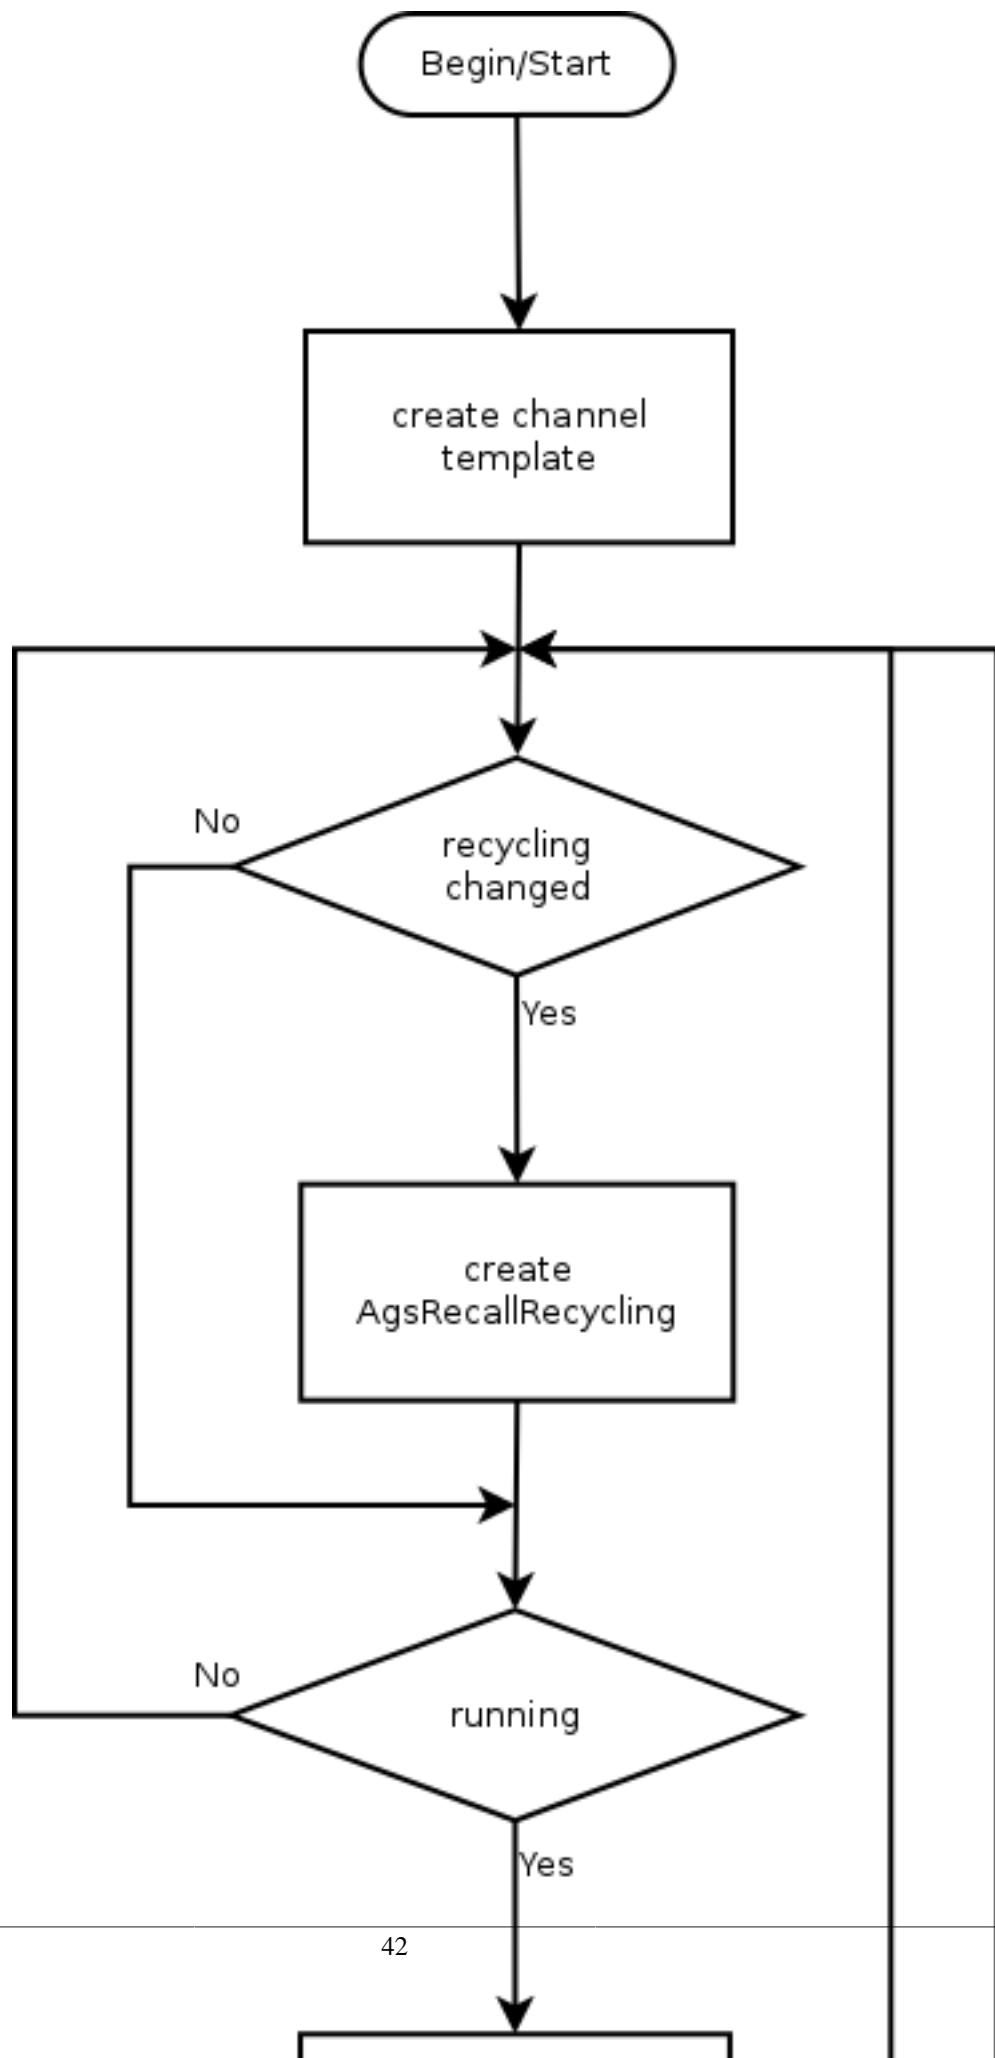 Begin/Start
create channel
template
No
recycling
changed
Yes
create
AgsRecallRecycling
No
running
Yes
42